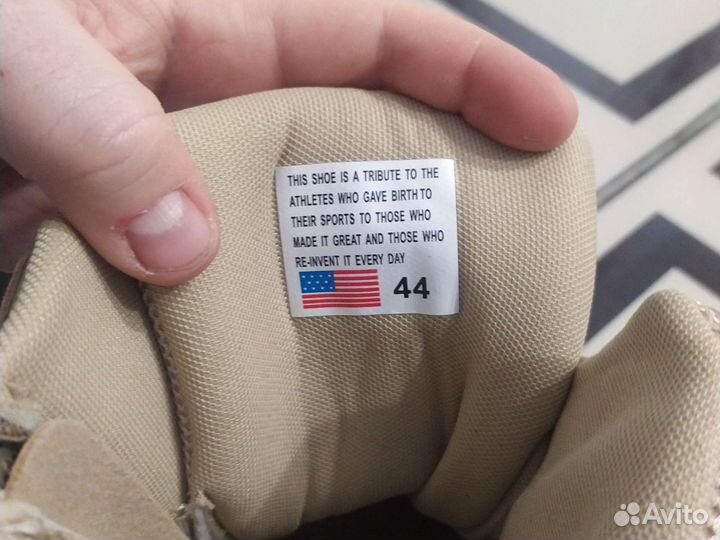 THIS SHOE IS A TRIBUTE TO THE
ATHLETES WHO GAVE BIRTH TO
THEIR SPORTS TO THOSE WHO
MADE IT GREAT AND THOSE WHO
RE-INVENT IT EVERY DAY
44
Avito